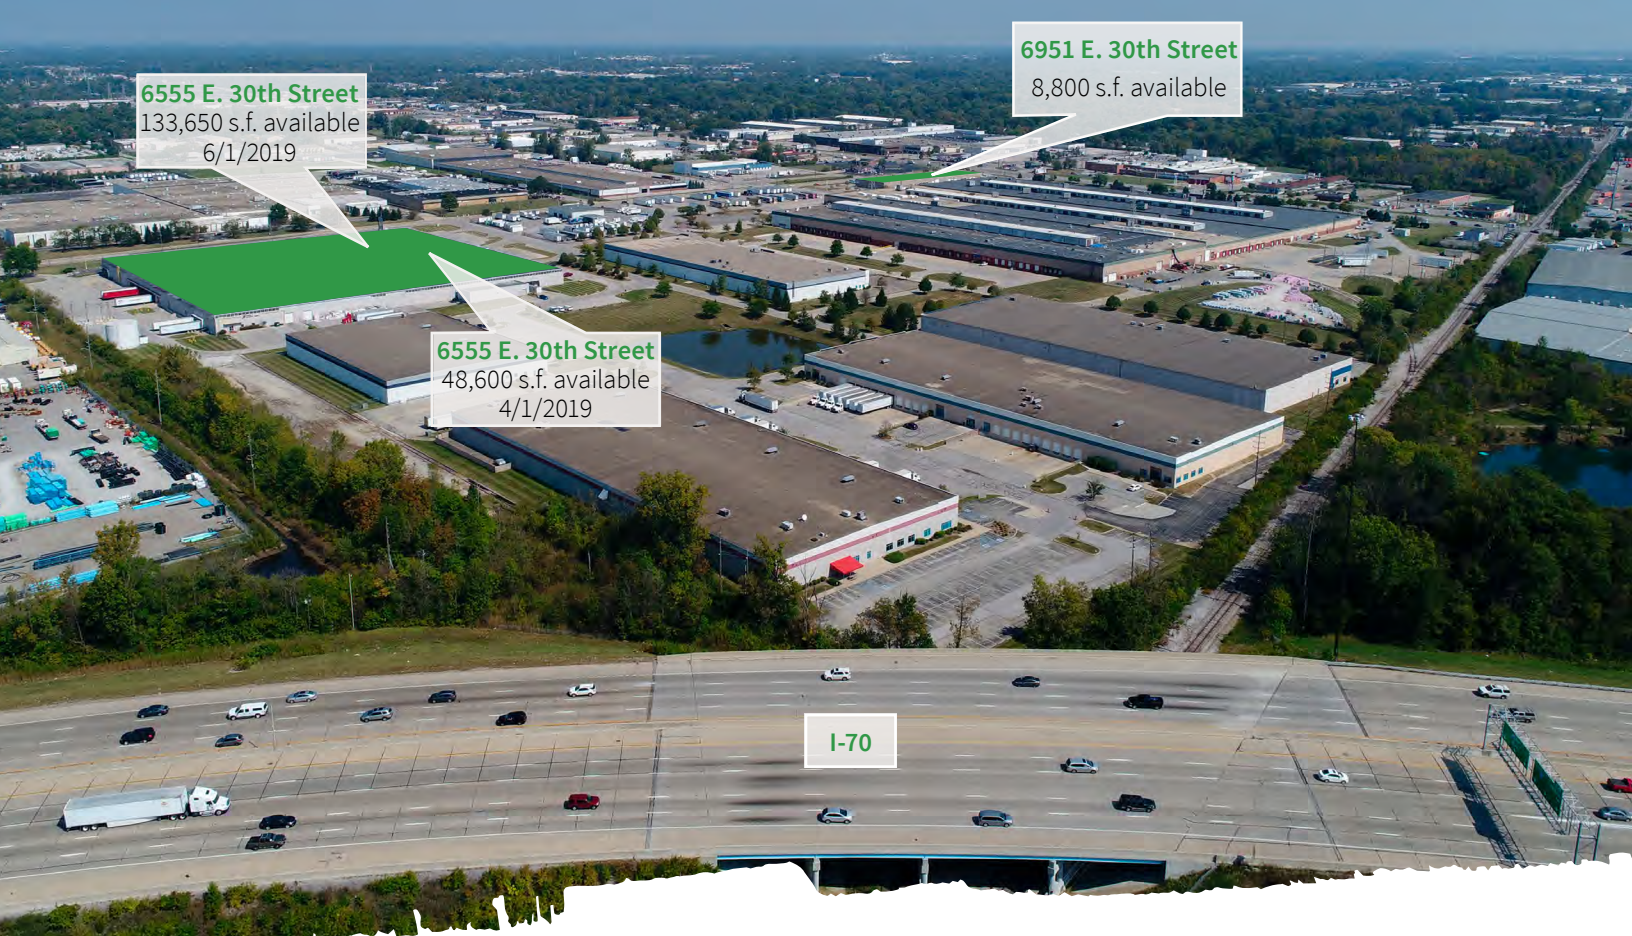 6951 E. 30th Street
8,800 s.f. available
6555 E. 30th Street
133,650 s.f. available
6/1/2019
6555 E. 30th Street
48,600 s.f. available
4/1/2019
I-70